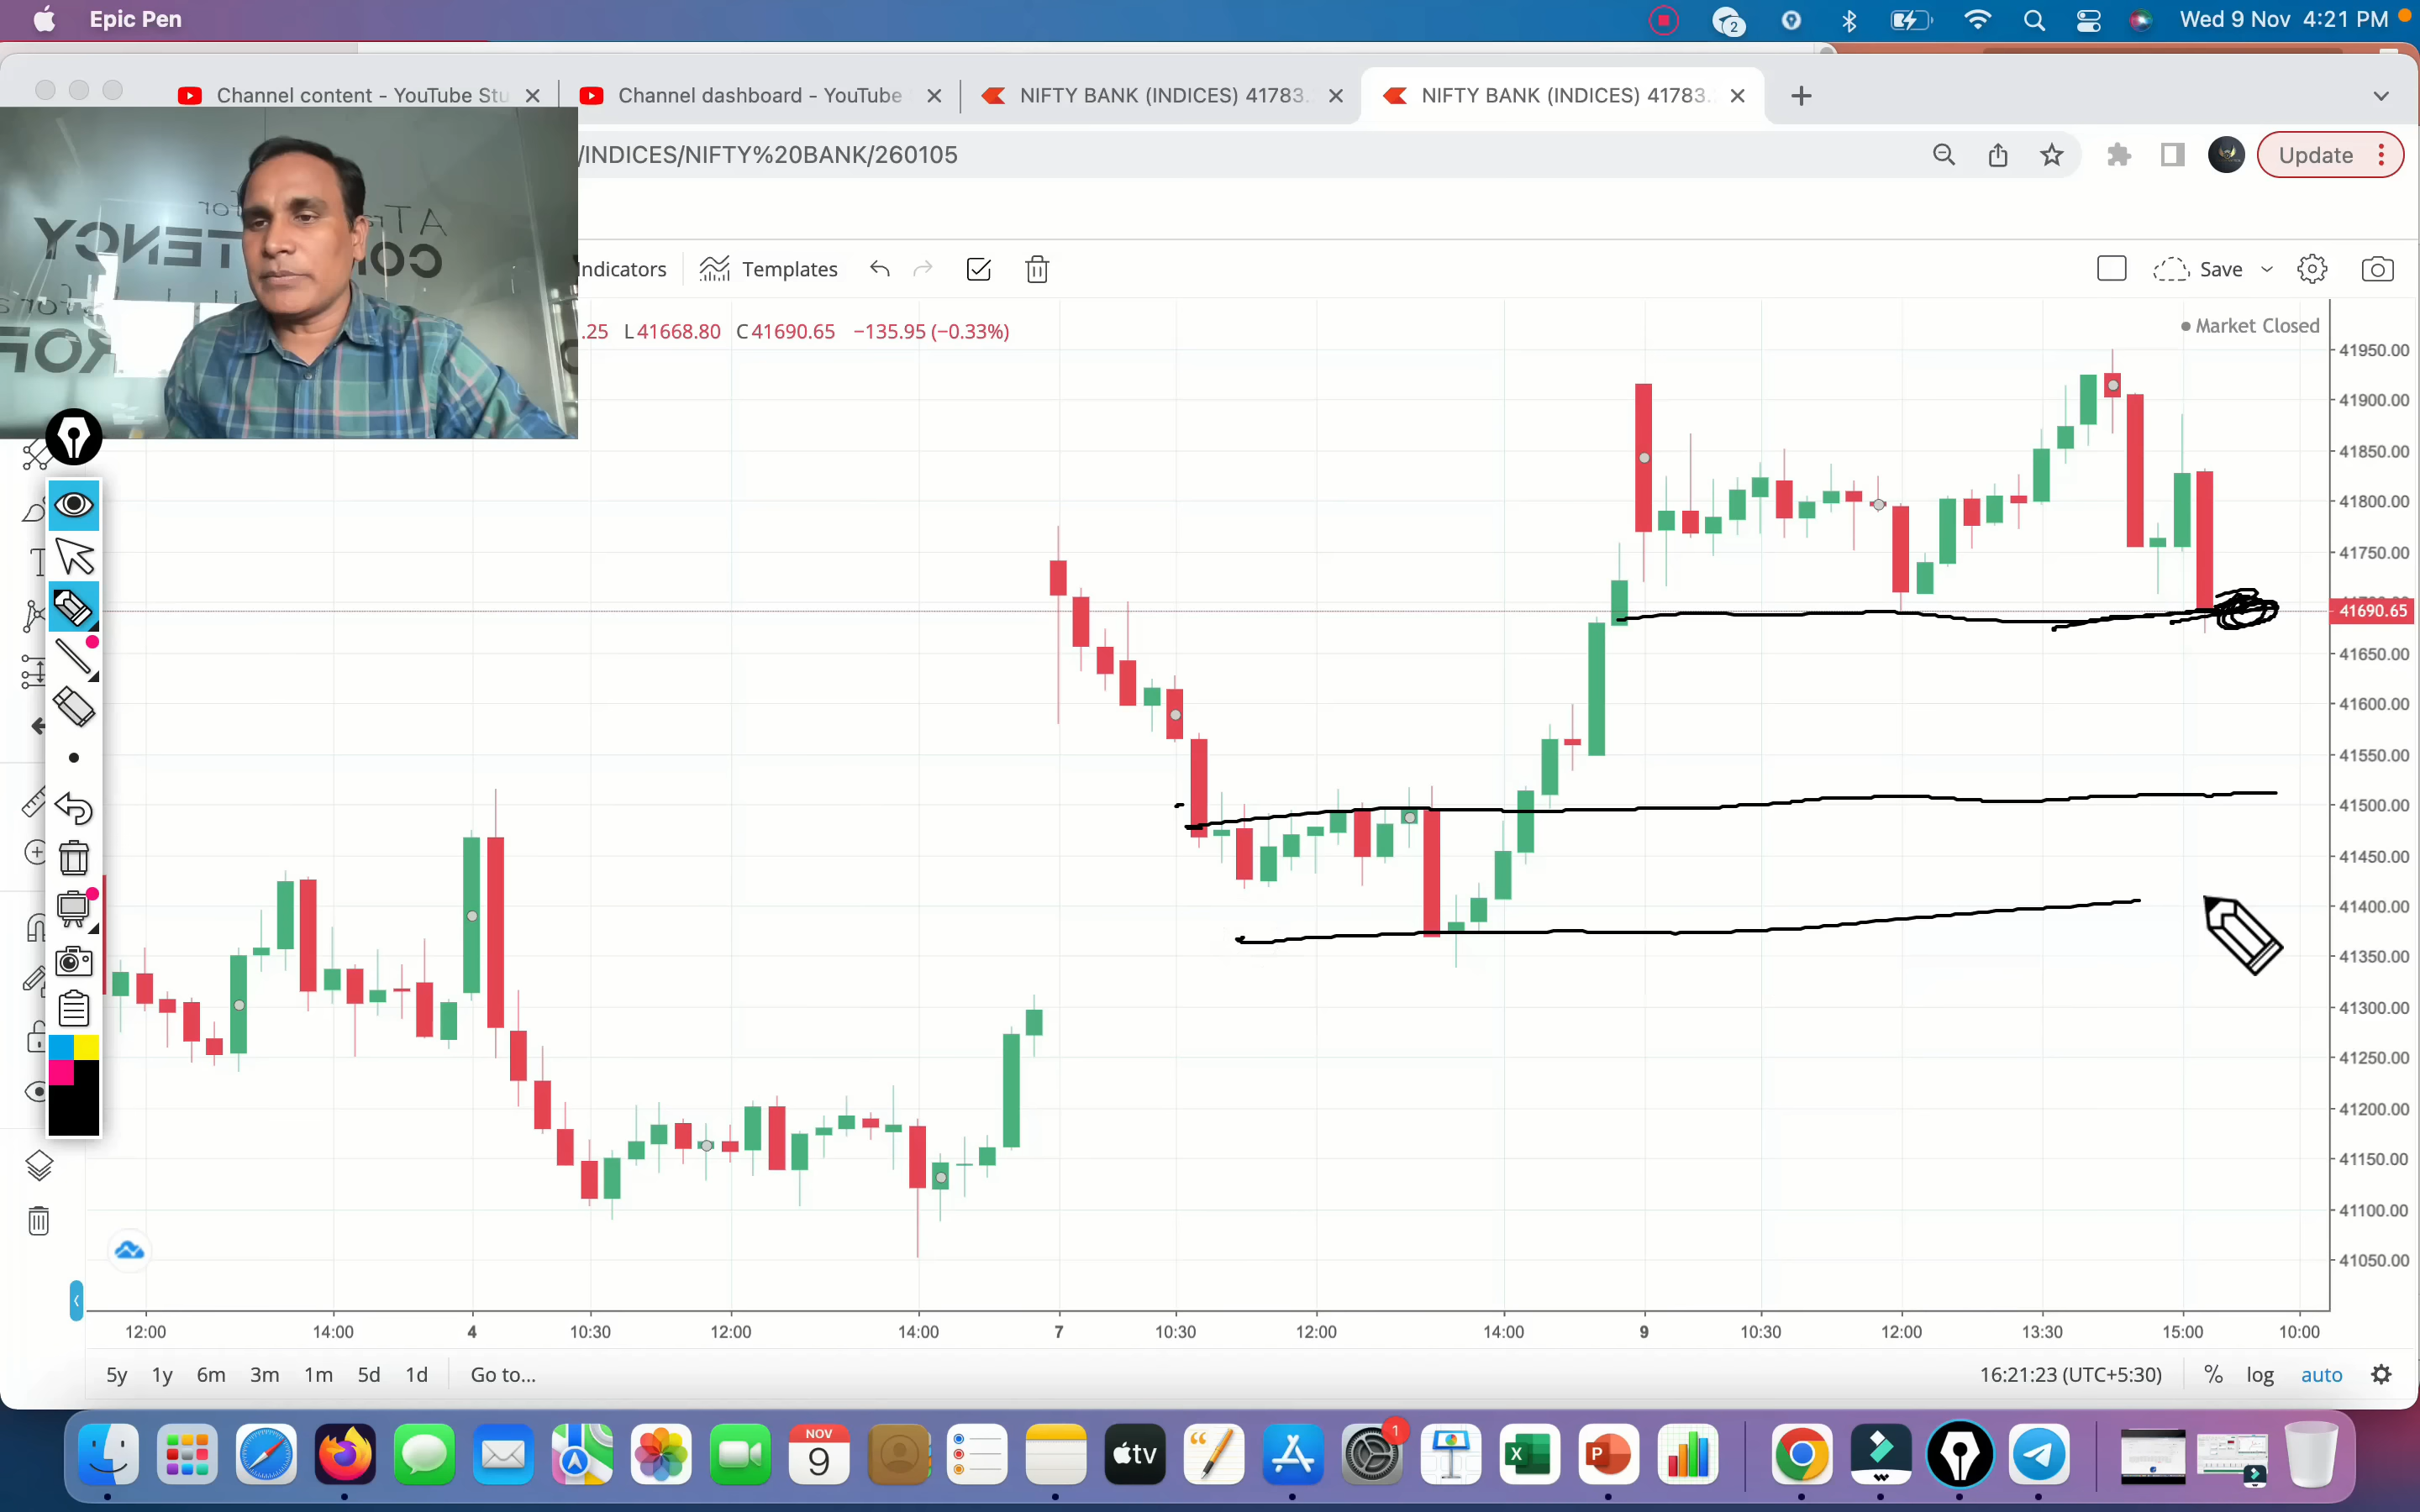 Epic Pen
2
Wed 9 Nov 4:21 PM
Channel content - YouTube Stu
Channel dashboard - YouTube
NIFTY BANK (INDICES) 41783.
NIFTY BANK (INDICES) 41783.
/INDICES/NIFTY%20BANK/260105
Update
Indicators
Templates
Save
.25 L41668.80 C41690.65 −135.95 (−0.33%)
Market Closed
41950.00
41900.00
41850.00
41800.00
41750.00
41690.65
41650.00
41600.00
41550.00
41500.00
41450.00
41400.00
41350.00
41300.00
41250.00
41200.00
41150.00
41100.00
41050.00
12:00 14:00 4 10:30 12:00 14:00 7 10:30 12:00 14:00 9 10:30 12:00 13:30 15:00 10:00
5y 1y 6m 3m 1m 5d 1d Go to...
16:21:23 (UTC+5:30) % log auto
NOV
9
tv
1
X
P